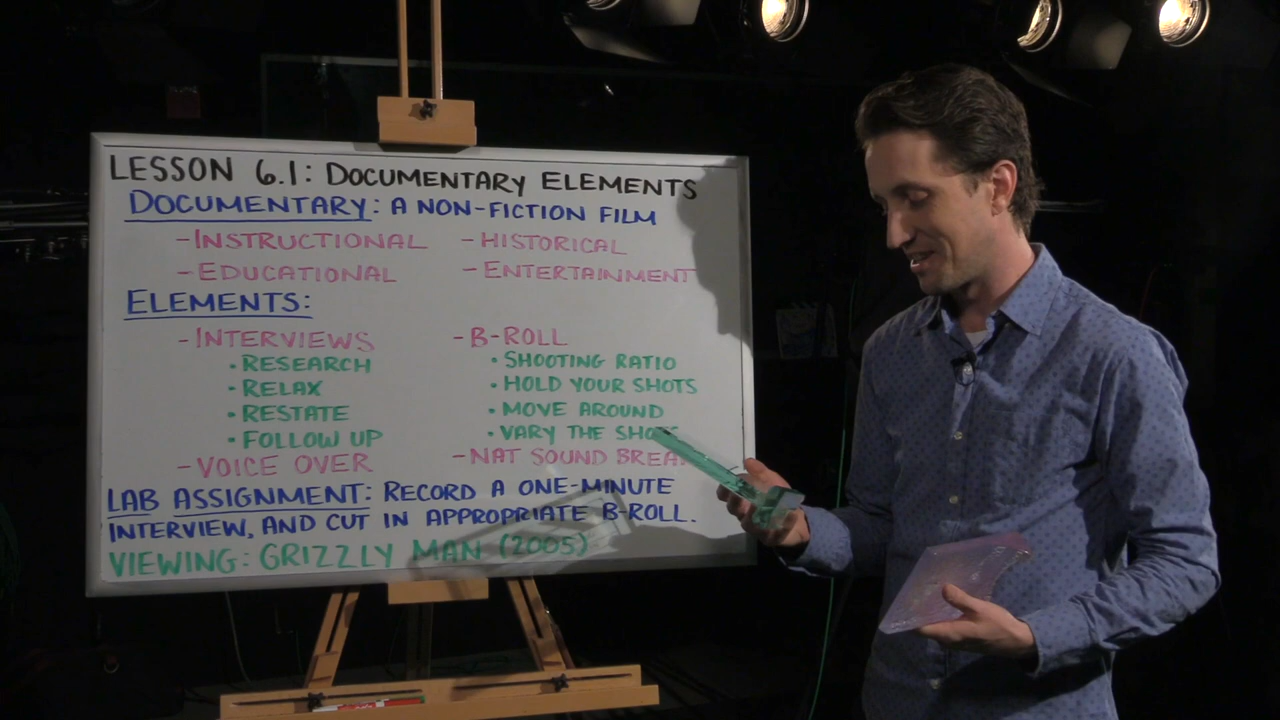 LESSON 6.1: DOCUMENTARY ELEMENTS
DOCUMENTARY: A NON-FICTION FILM
-INSTRUCTIONAL -HISTORICAL
-EDUCATIONAL -ENTERTAINMENT
ELEMENTS:
-INTERVIEWS
•RESEARCH
•RELAX
•RESTATE
•FOLLOW UP
-VOICE OVER
-B-ROLL
•SHOOTING RATIO
•HOLD YOUR SHOTS
•MOVE AROUND
•VARY THE SHOTS
-NAT SOUND BREAK
LAB ASSIGNMENT: RECORD A ONE-MINUTE
INTERVIEW, AND CUT IN APPROPRIATE B-ROLL.
VIEWING: GRIZZLY MAN (2005)